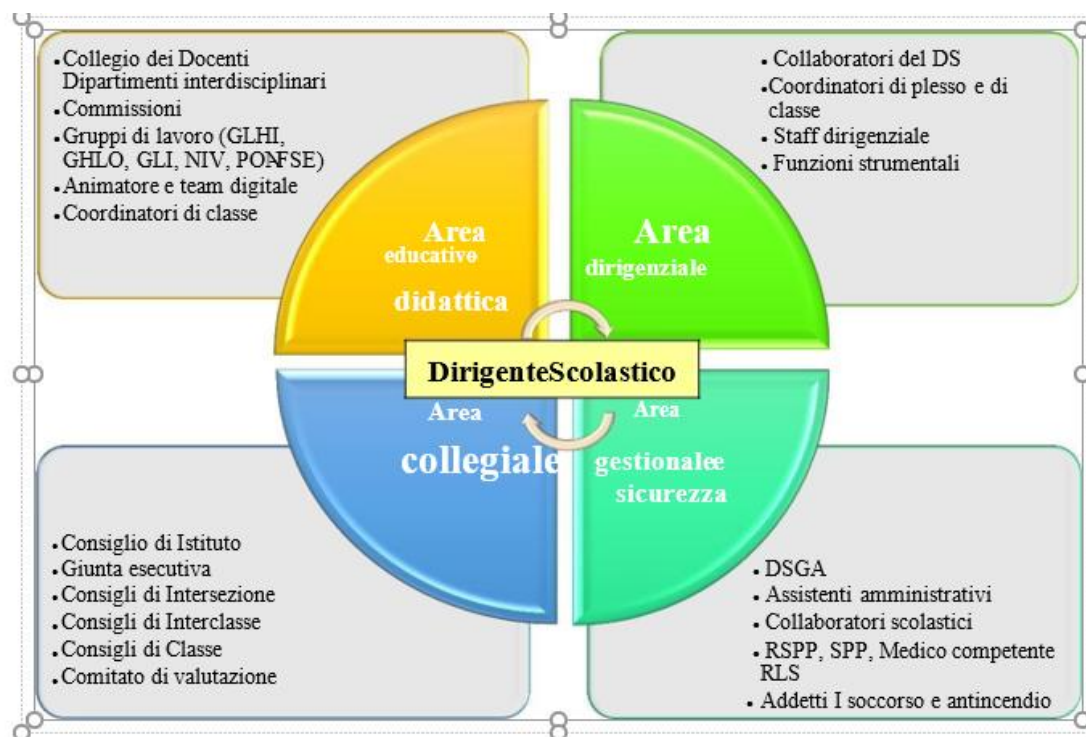 •Collegio dei Docenti
Dipartimenti interdisciplinari
•Commissioni
•Gruppi di lavoro (GLHI,
GHLO, GLI, NIV, PON-FSE)
•Animatore e team digitale
•Coordinatori di classe
•Collaboratori del DS
•Coordinatori di plesso e di
classe
•Staff dirigenziale
•Funzioni strumentali
Area
educativo
didattica
Area
dirigenziale
DirigenteScolastico
Area
collegiale
Area
gestionalee
sicurezza
•Consiglio di Istituto
•Giunta esecutiva
•Consigli di Intersezione
•Consigli di Interclasse
•Consigli di Classe
•Comitato di valutazione
•DSGA
•Assistenti amministrativi
•Collaboratori scolastici
•RSPP, SPP, Medico competente
RLS
•Addetti I soccorso e antincendio